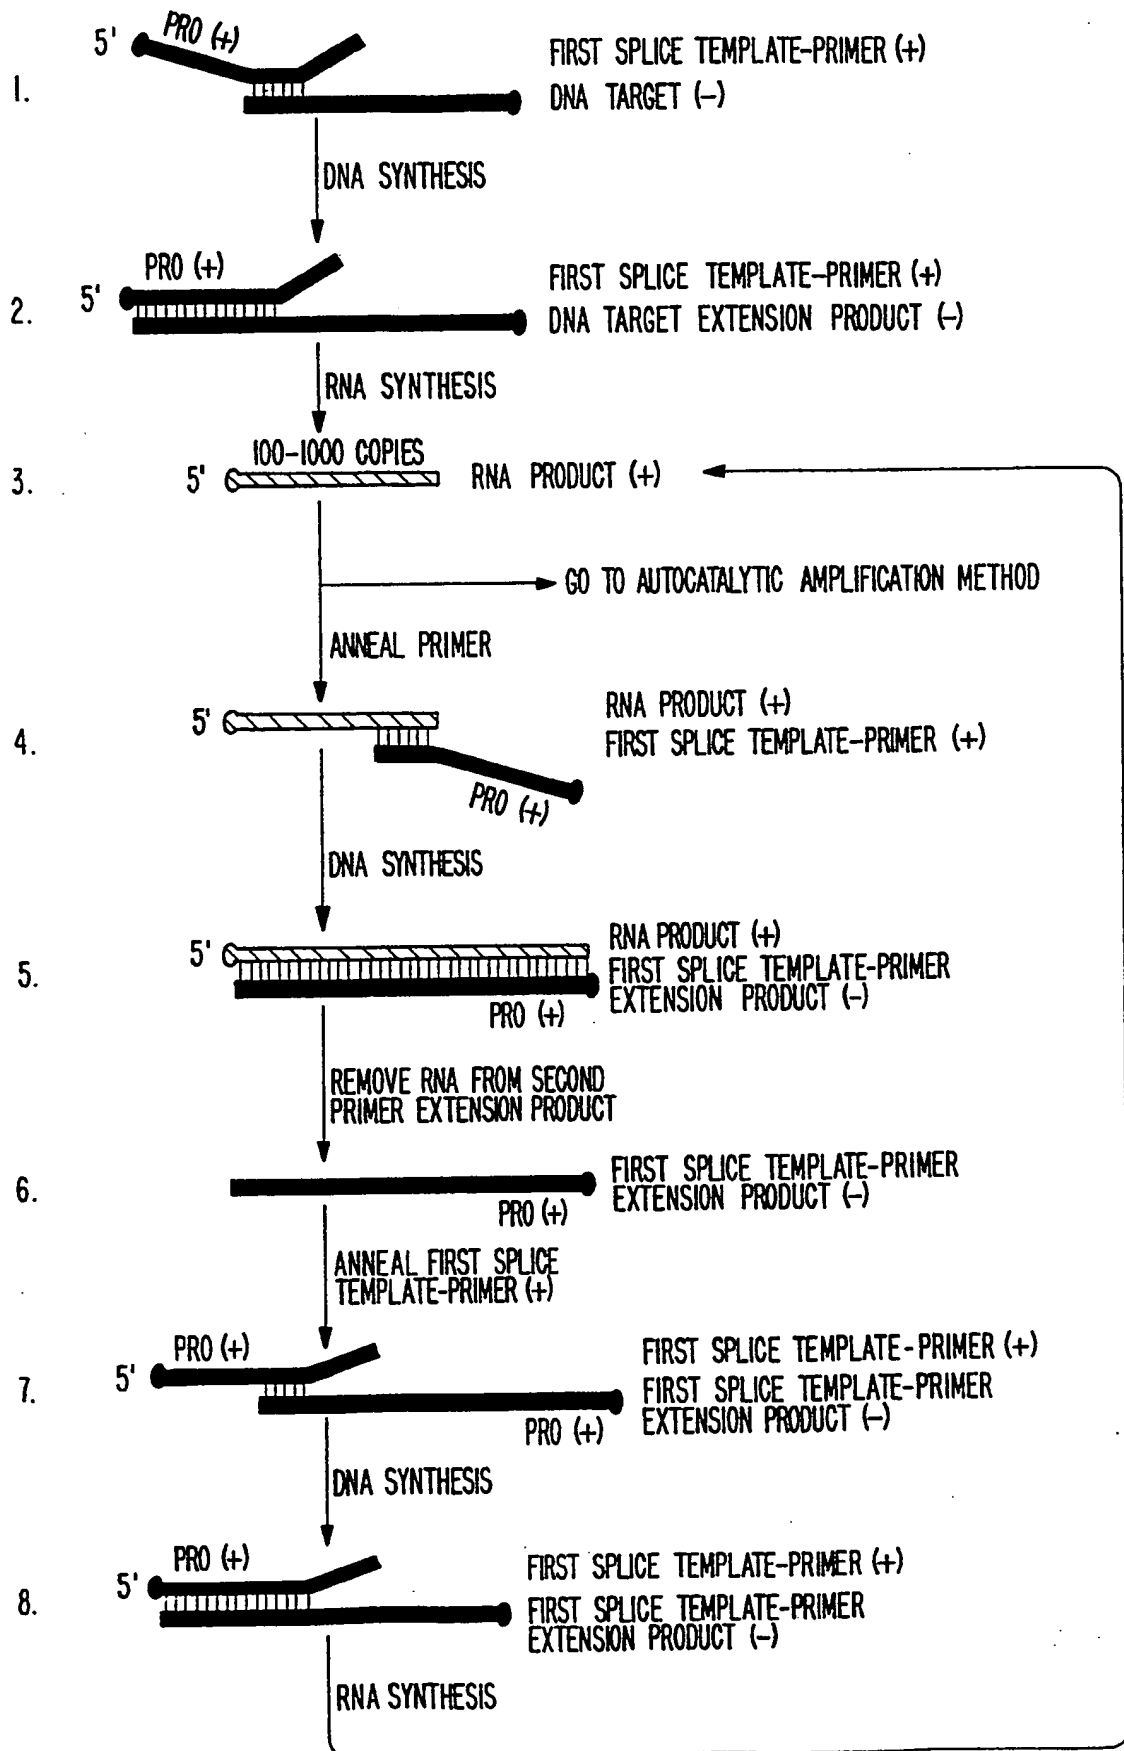 PRO (+)
5'
FIRST SPLICE TEMPLATE-PRIMER (+)
1.
DNA TARGET (-)
DNA SYNTHESIS
PRO (+)
5'
FIRST SPLICE TEMPLATE-PRIMER (+)
2.
DNA TARGET EXTENSION PRODUCT (-)
RNA SYNTHESIS
100-1000 COPIES
3.
5'
RNA PRODUCT (+)
GO TO AUTOCATALYTIC AMPLIFICATION METHOD
ANNEAL PRIMER
5'
RNA PRODUCT (+)
4.
FIRST SPLICE TEMPLATE-PRIMER (+)
PRO (+)
DNA SYNTHESIS
5'
RNA PRODUCT (+)
5.
FIRST SPLICE TEMPLATE-PRIMER
EXTENSION PRODUCT (-)
PRO (+)
REMOVE RNA FROM SECOND
PRIMER EXTENSION PRODUCT
6.
FIRST SPLICE TEMPLATE-PRIMER
EXTENSION PRODUCT (-)
PRO (+)
ANNEAL FIRST SPLICE
TEMPLATE-PRIMER (+)
PRO (+)
5'
FIRST SPLICE TEMPLATE-PRIMER (+)
7.
FIRST SPLICE TEMPLATE-PRIMER
EXTENSION PRODUCT (-)
PRO (+)
DNA SYNTHESIS
PRO (+)
5'
FIRST SPLICE TEMPLATE-PRIMER (+)
8.
FIRST SPLICE TEMPLATE-PRIMER
EXTENSION PRODUCT (-)
RNA SYNTHESIS